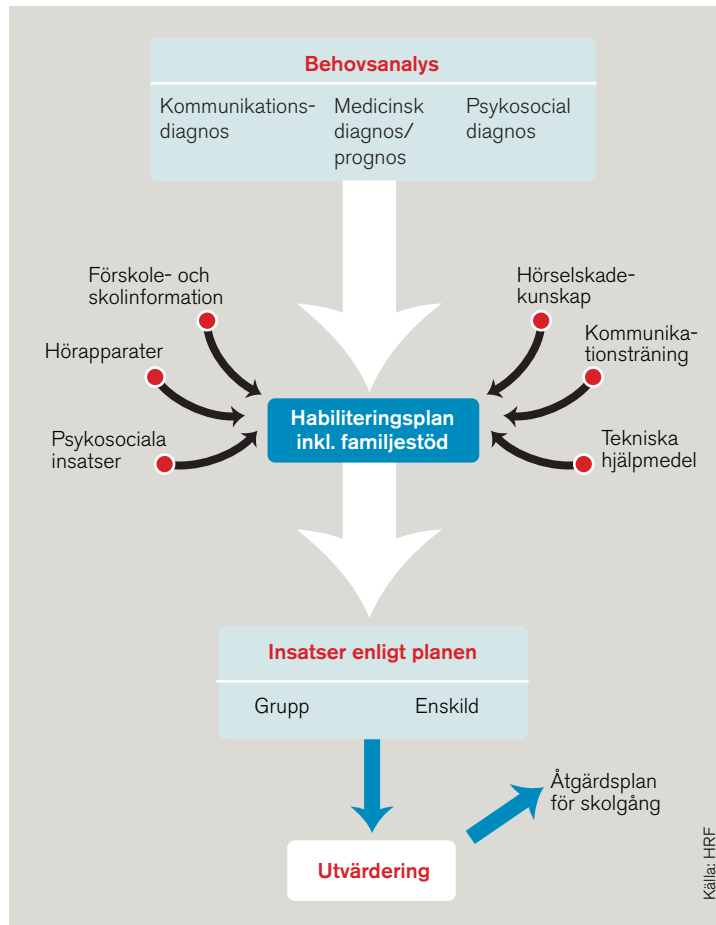 Behovsanalys
Kommunikations-
diagnos
Medicinsk
diagnos/
prognos
Psykosocial
diagnos
Förskole- och
skolinformation
Hörapparater
Psykosociala
insatser
Hörselskade-
kunskap
Kommunika-
tionsträning
Tekniska
hjälpmedel
Habiliteringsplan
inkl. familjestöd
Insatser enligt planen
Grupp
Enskild
Åtgärdsplan
för skolgång
Utvärdering
Källa: HRF